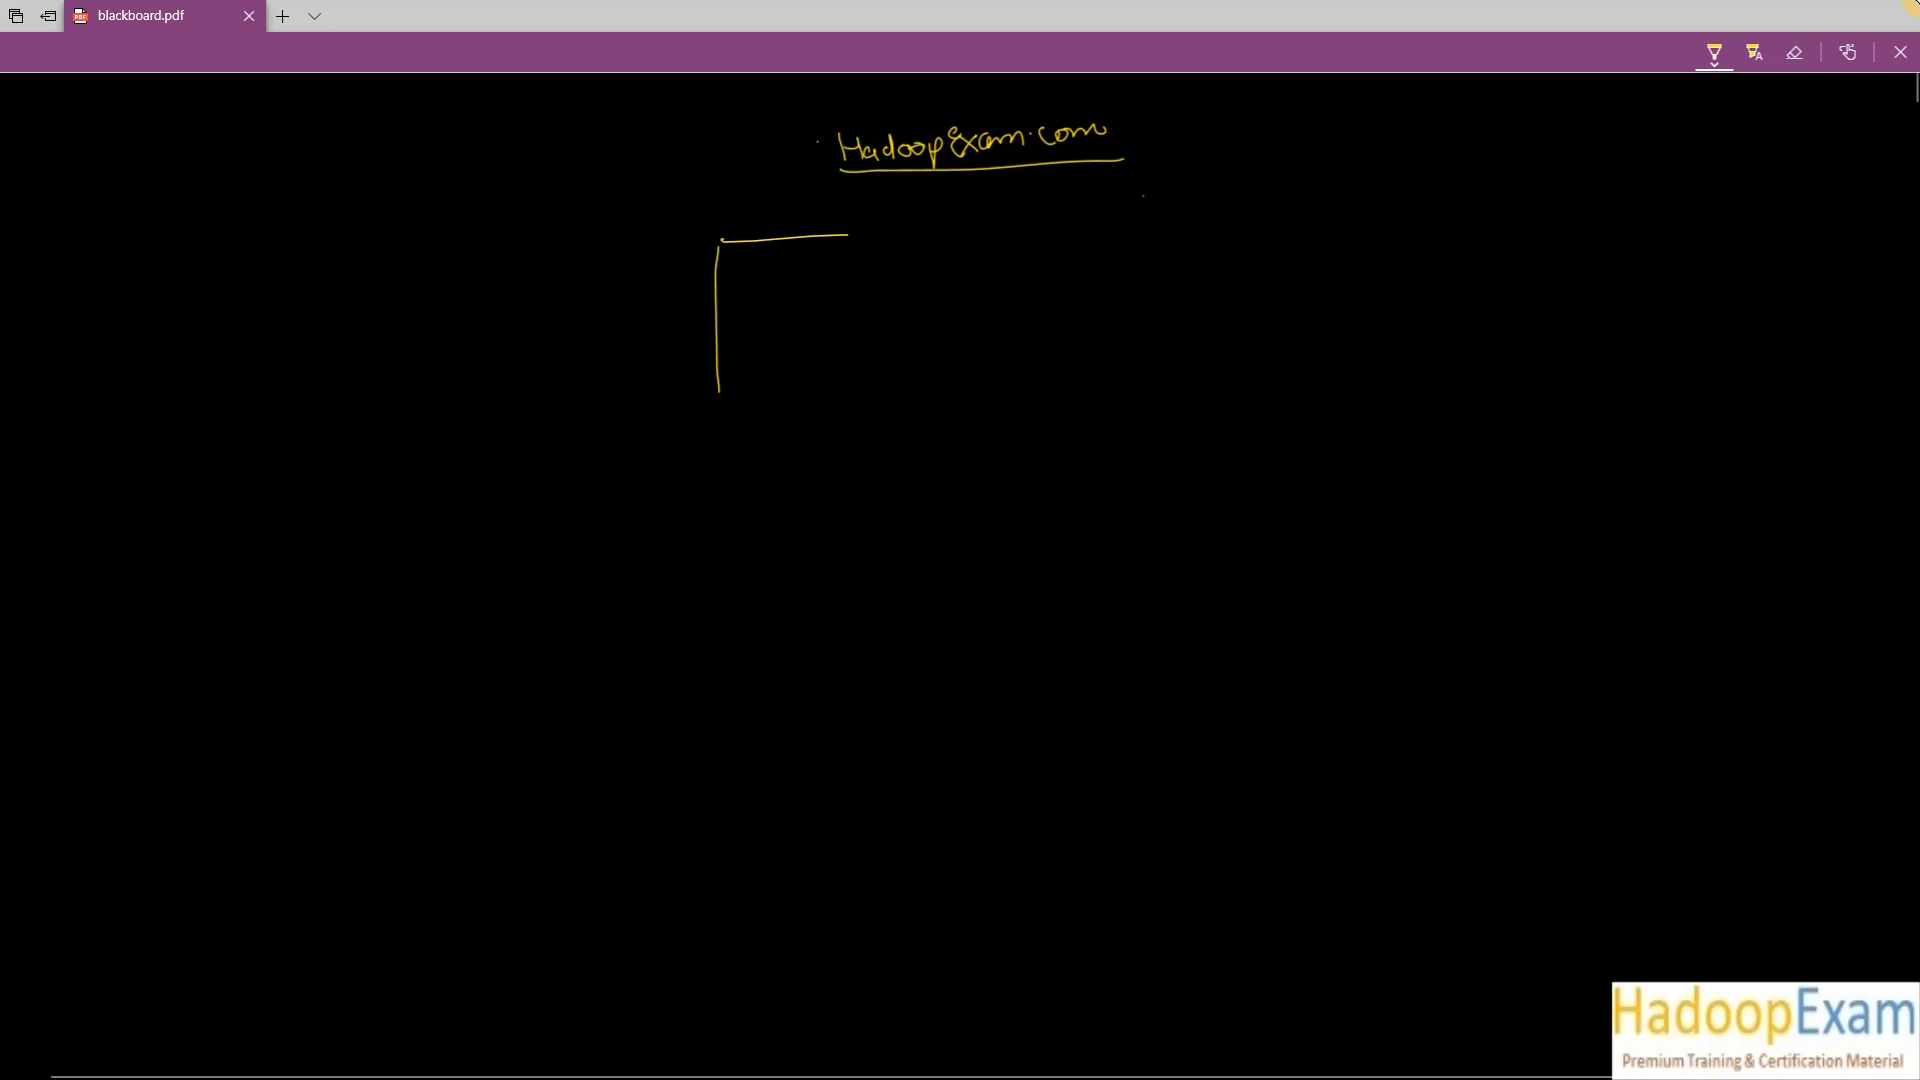 blackboard.pdf
HadoopExam.com
HadoopExam
Premium Training & Certification Material